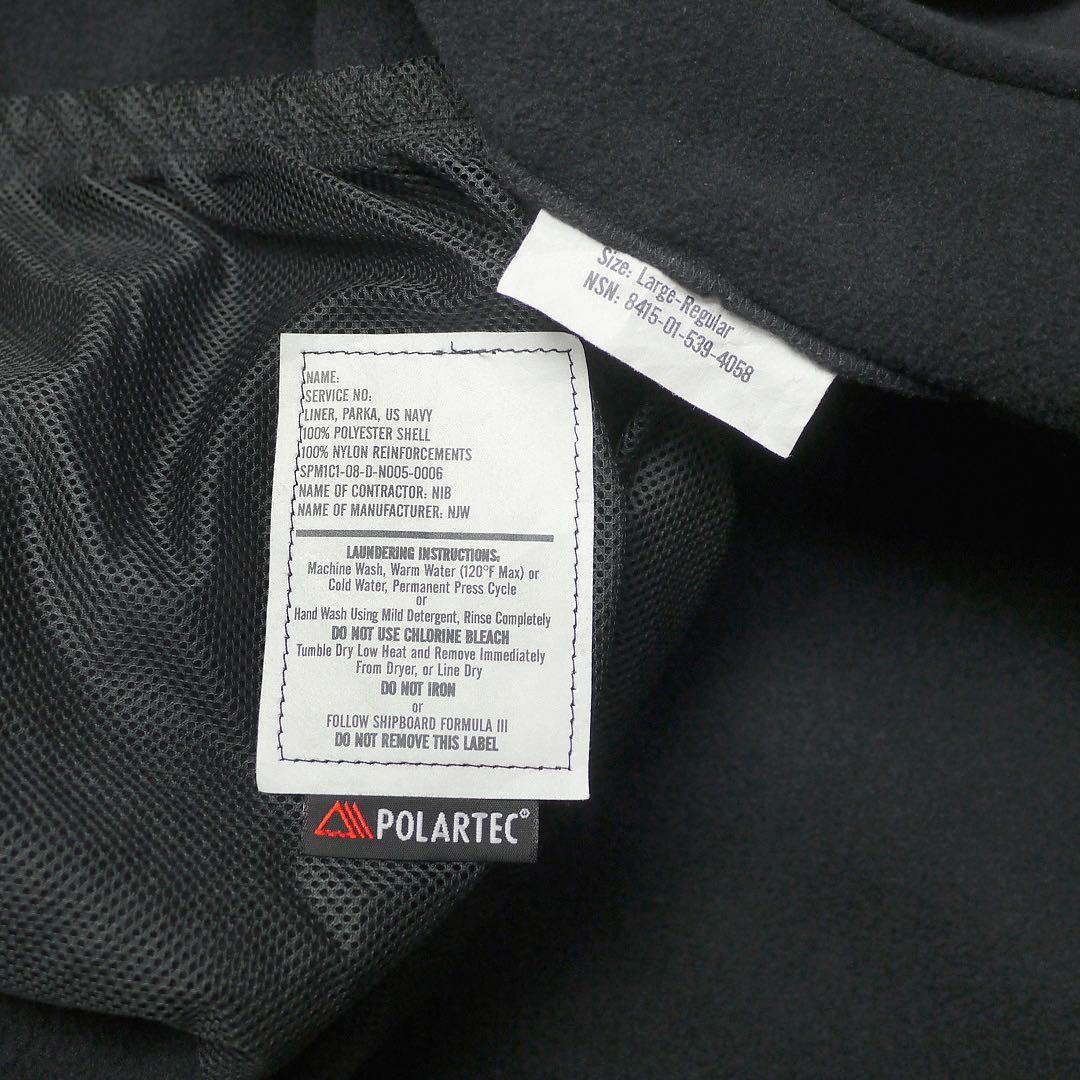 Size: Large-Regular
NSN: 8415-01-539-4058
NAME:
SERVICE NO:
LINER, PARKA, US NAVY
100% POLYESTER SHELL
100% NYLON REINFORCEMENTS
SPM1C1-08-D-N005-0006
NAME OF CONTRACTOR: NIB
NAME OF MANUFACTURER: NJW
LAUNDERING INSTRUCTIONS:
Machine Wash, Warm Water (120°F Max) or
Cold Water, Permanent Press Cycle
or
Hand Wash Using Mild Detergent, Rinse Completely
DO NOT USE CHLORINE BLEACH
Tumble Dry Low Heat and Remove Immediately
From Dryer, or Line Dry
DO NOT IRON
or
FOLLOW SHIPBOARD FORMULA III
DO NOT REMOVE THIS LABEL
POLARTEC®